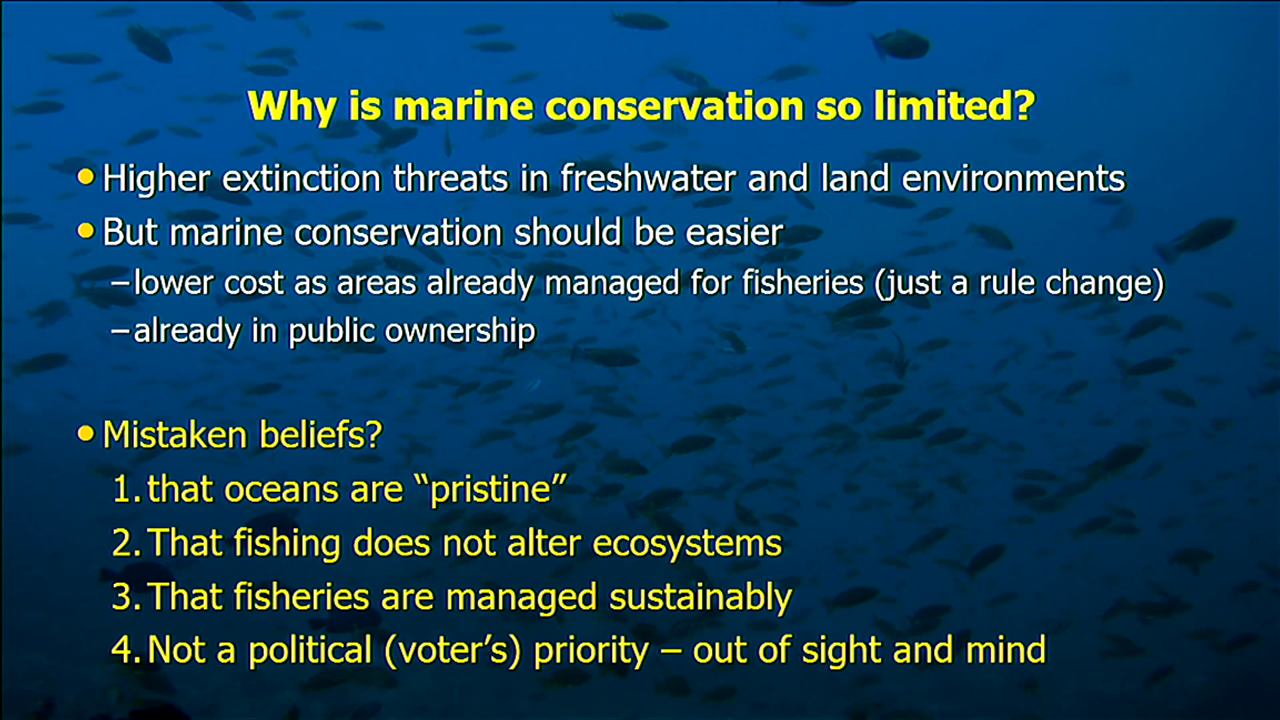 Why is marine conservation so limited?
• Higher extinction threats in freshwater and land environments
• But marine conservation should be easier
–lower cost as areas already managed for fisheries (just a rule change)
–already in public ownership
• Mistaken beliefs?
1. that oceans are “pristine”
2. That fishing does not alter ecosystems
3. That fisheries are managed sustainably
4. Not a political (voter’s) priority – out of sight and mind